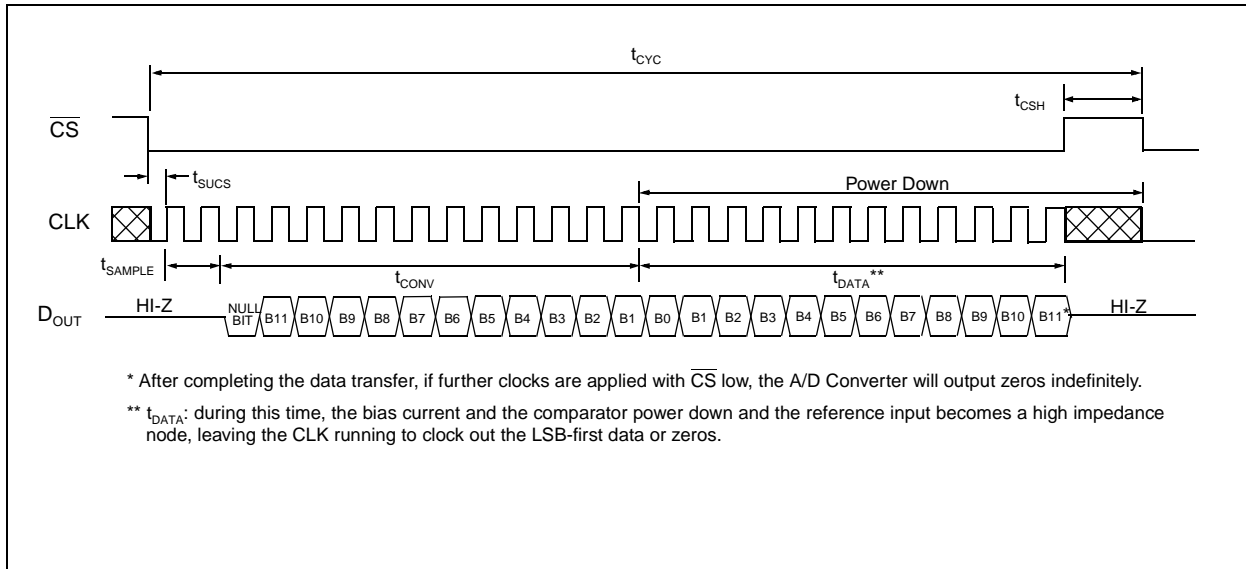 tCYC
tCSH
CS
tSUCS
Power Down
CLK
tSAMPLE
tCONV
tDATA**
DOUT
HI-Z
NULL BIT B11 B10 B9 B8 B7 B6 B5 B4 B3 B2 B1 B0 B1 B2 B3 B4 B5 B6 B7 B8 B9 B10 B11*
HI-Z
* After completing the data transfer, if further clocks are applied with CS low, the A/D Converter will output zeros indefinitely.
** tDATA: during this time, the bias current and the comparator power down and the reference input becomes a high impedance
node, leaving the CLK running to clock out the LSB-first data or zeros.